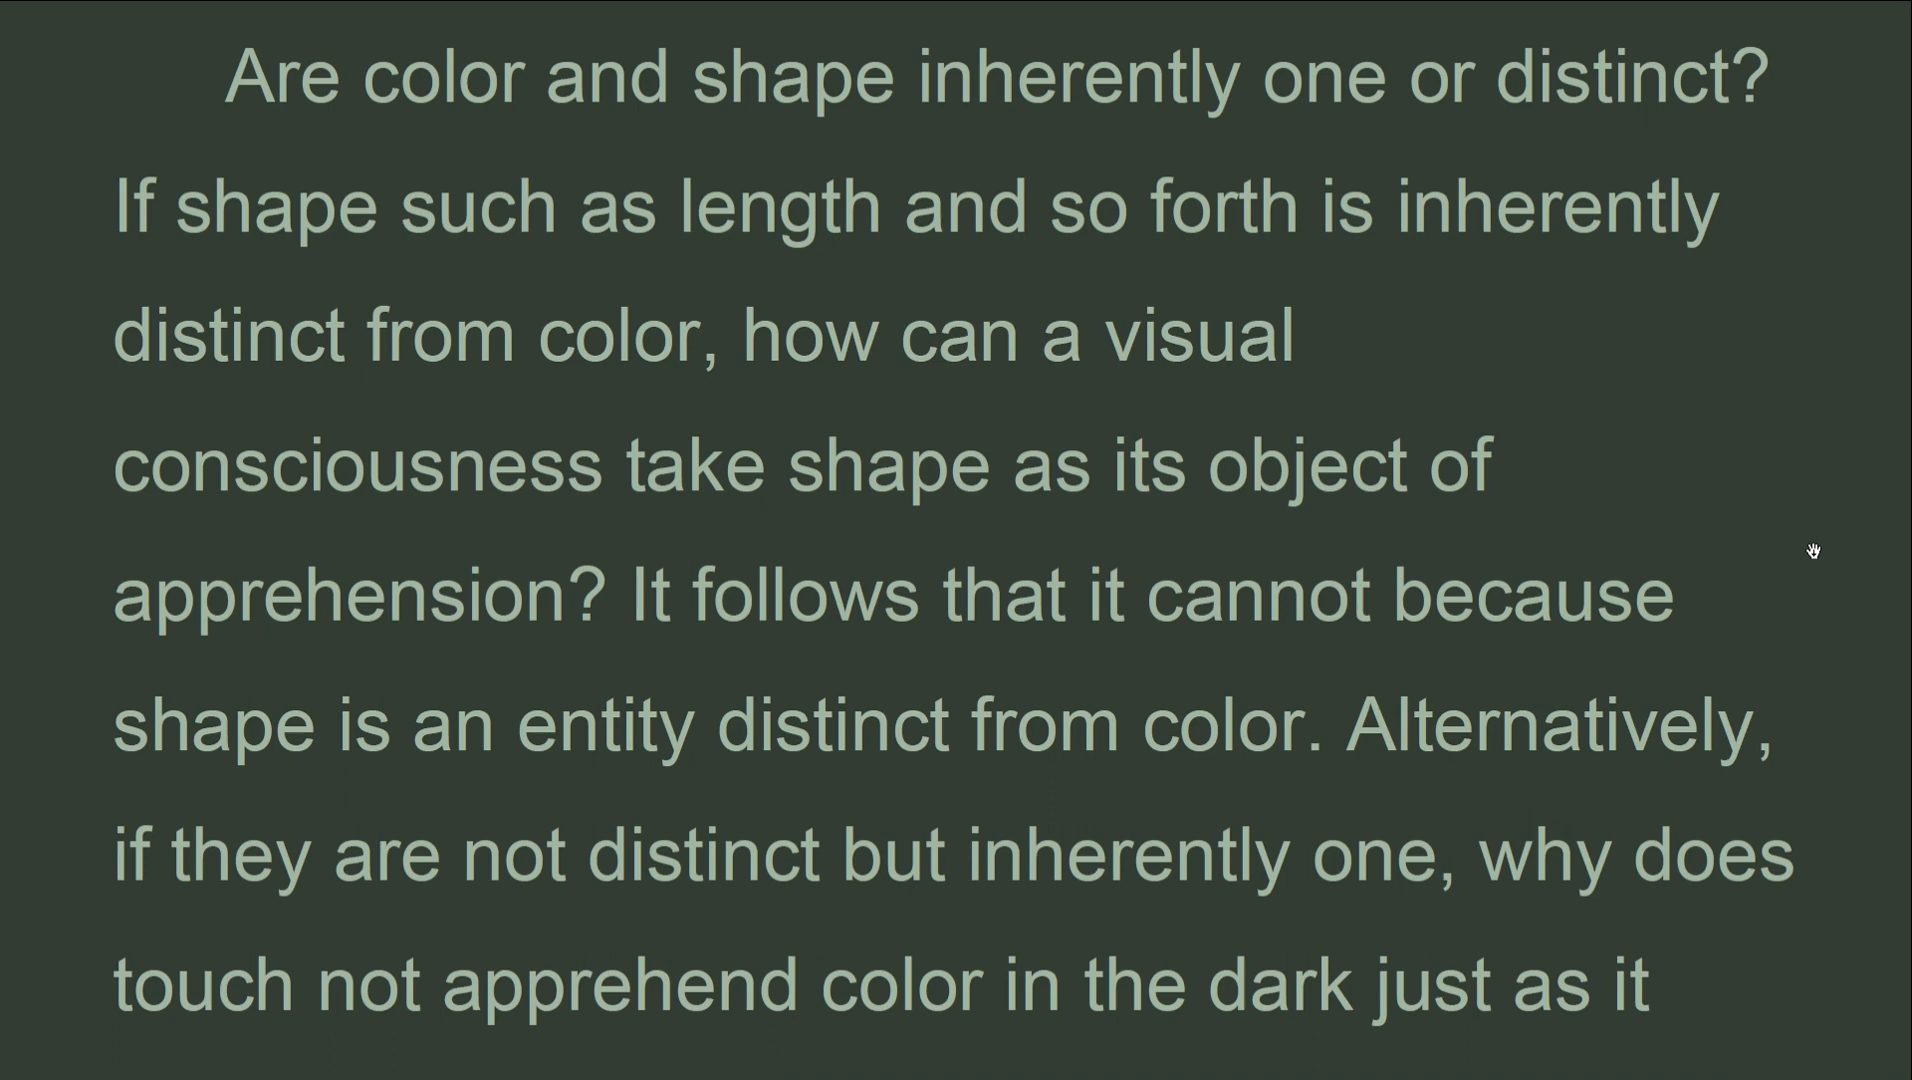 Are color and shape inherently one or distinct?
If shape such as length and so forth is inherently
distinct from color, how can a visual
consciousness take shape as its object of
apprehension? It follows that it cannot because
shape is an entity distinct from color. Alternatively,
if they are not distinct but inherently one, why does
touch not apprehend color in the dark just as it